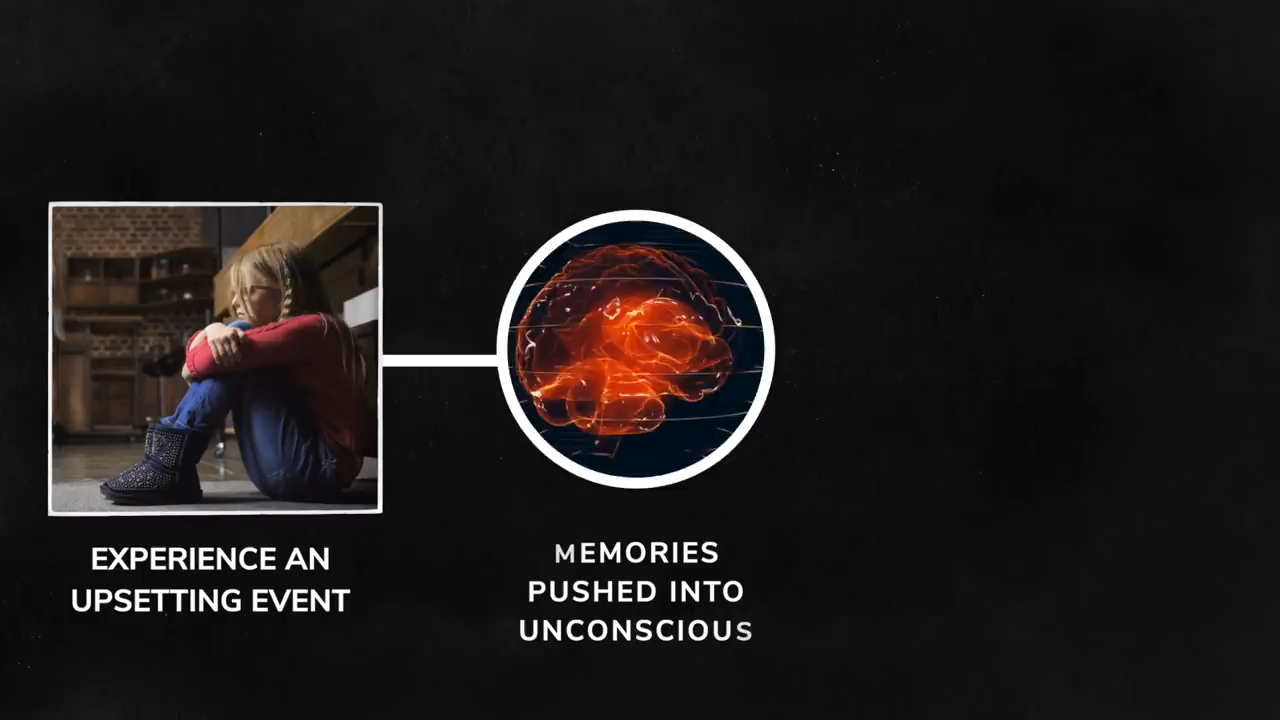 EXPERIENCE AN
UPSETTING EVENT
MEMORIES
PUSHED INTO
UNCONSCIOUS